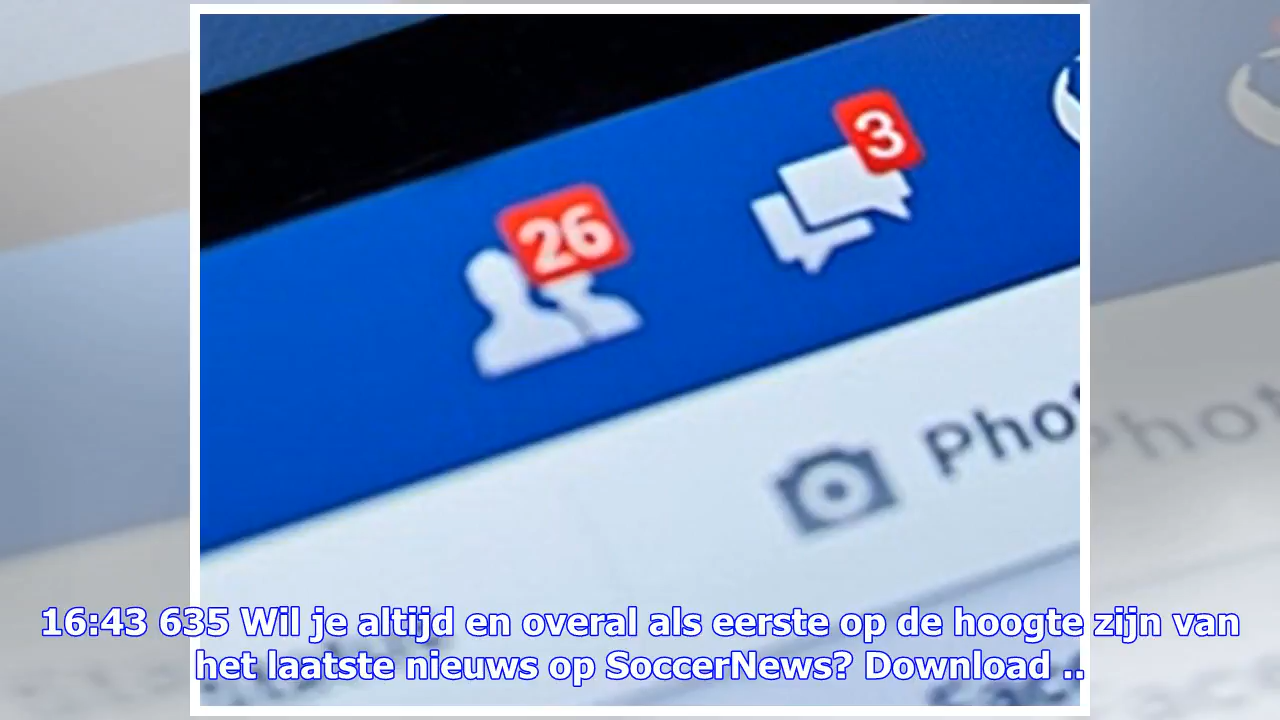 3
26
Pho
16:43 635 Wil je altijd en overal als eerste op de hoogte zijn van
het laatste nieuws op SoccerNews? Download ..